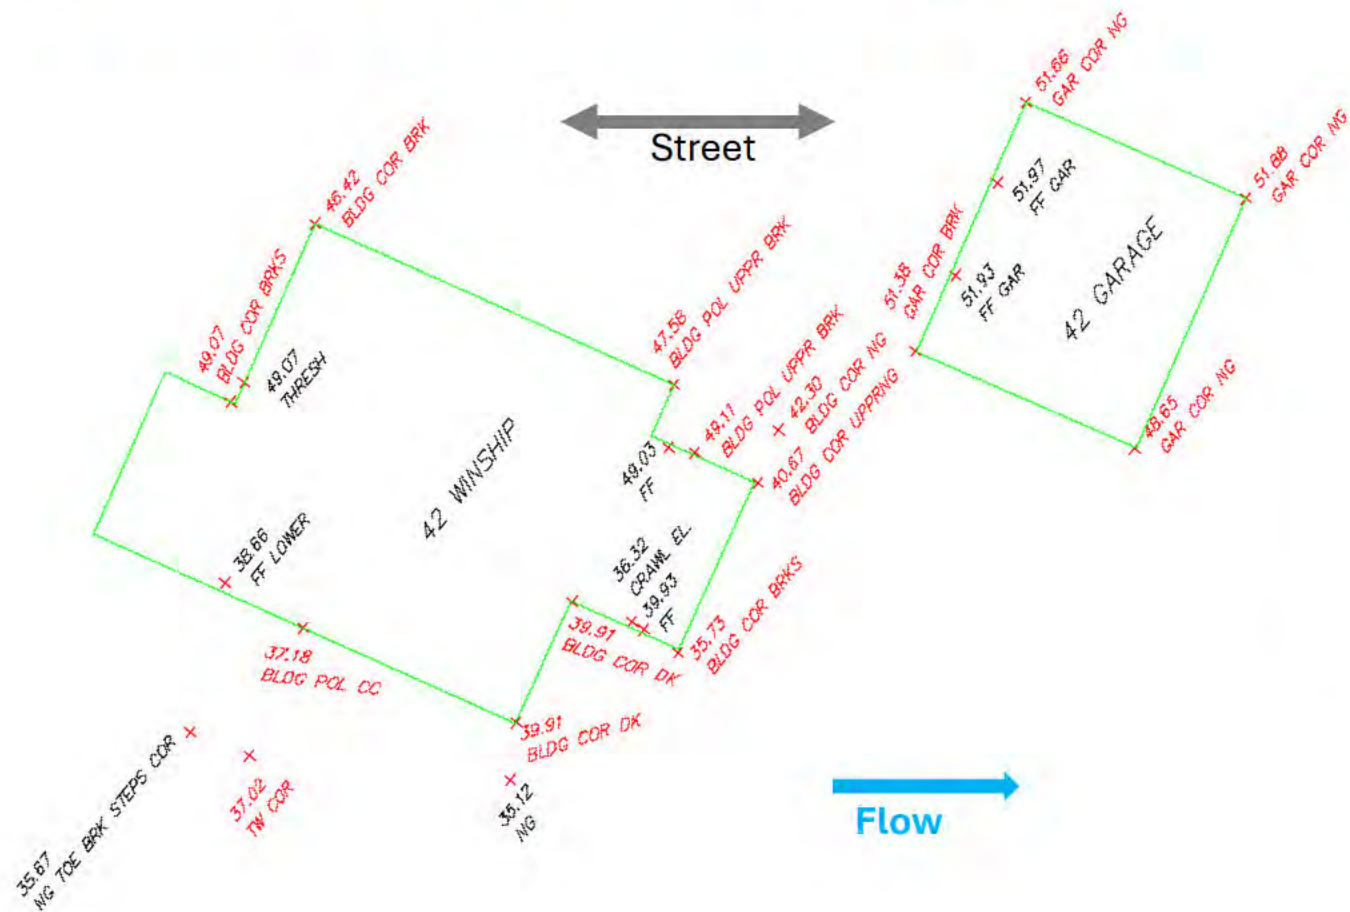 51.66
GAR COR NG
Street
46.42
BLDG COR BRK
51.97
FF GAR
51.88
GAR COR NG
49.07
BLDG COR BRKS
49.07
THRESH
47.58
BLDG POL UPPR BRK
51.38
GAR COR BRK
51.93
FF GAR
42 GARAGE
49.11
BLDG POL UPPR BRK
42.30
BLDG COR NG
40.67
BLDG COR UPPRNG
48.65
GAR COR NG
42 WINSHIP
49.03
FF
38.66
FF LOWER
36.32
CRAWL EL.
39.93
FF
35.73
BLDG COR BRKS
39.91
BLDG COR DK
37.18
BLDG POL CC
39.91
BLDG COR DK
35.67
NG TOE BRK STEPS COR
37.02
TW COR
35.12
NG
Flow